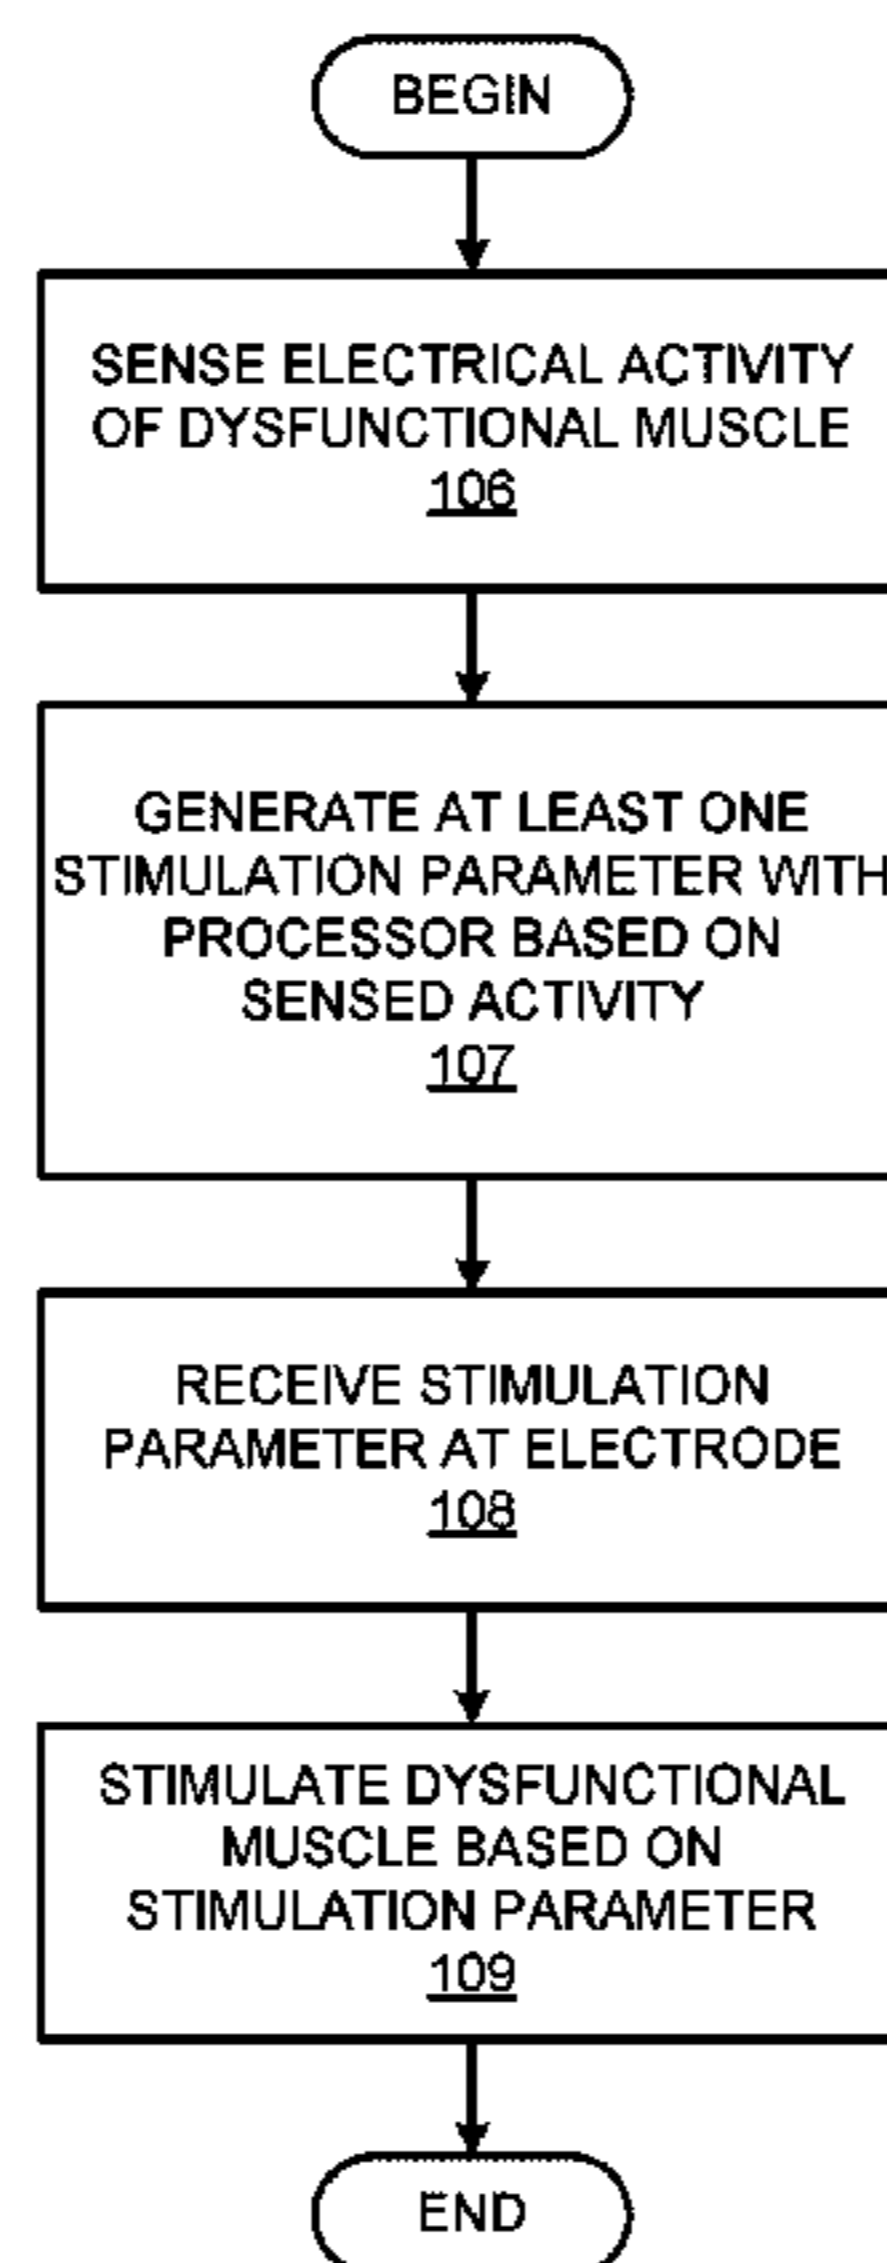 BEGIN
SENSE ELECTRICAL ACTIVITY
OF DYSFUNCTIONAL MUSCLE
106
GENERATE AT LEAST ONE
STIMULATION PARAMETER WITH
PROCESSOR BASED ON
SENSED ACTIVITY
107
RECEIVE STIMULATION
PARAMETER AT ELECTRODE
108
STIMULATE DYSFUNCTIONAL
MUSCLE BASED ON
STIMULATION PARAMETER
109
END